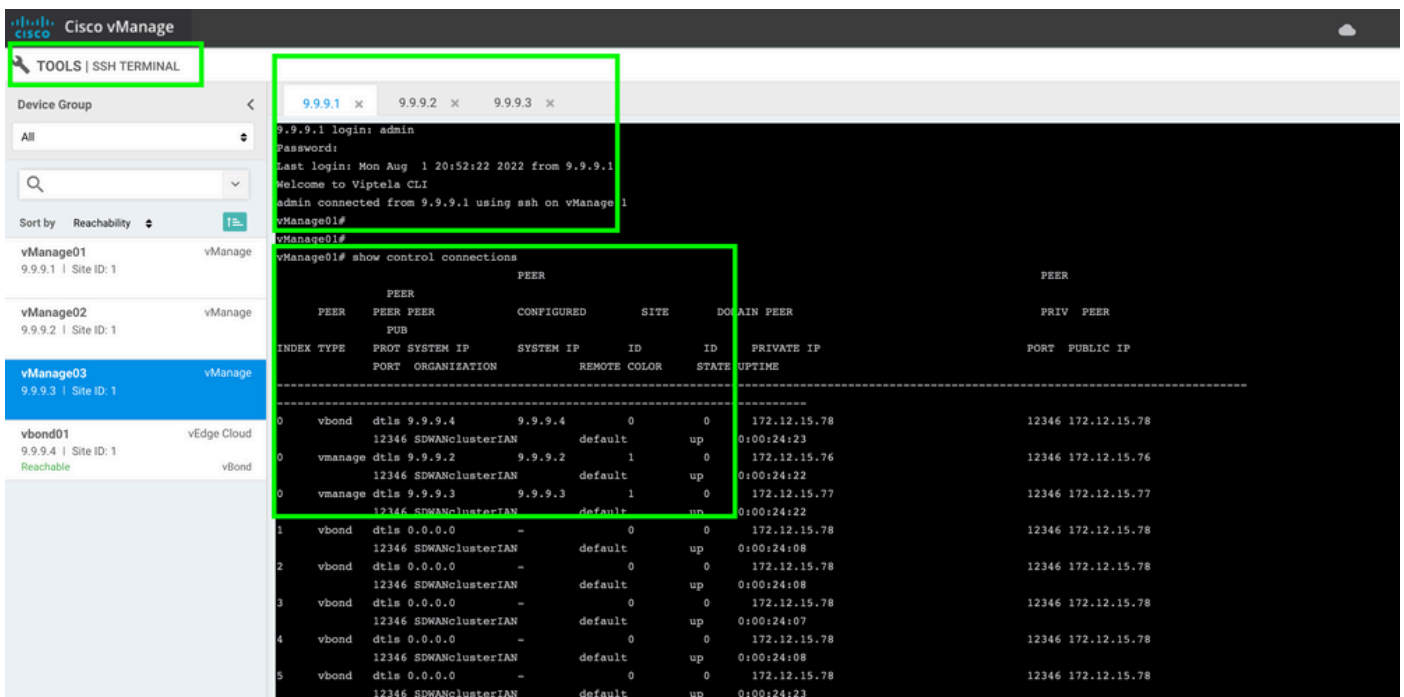 CISCO Cisco vManage
TOOLS | SSH TERMINAL
Device Group
All
Sort by Reachability
vManage01 vManage
9.9.9.1 | Site ID: 1
vManage02 vManage
9.9.9.2 | Site ID: 1
vManage03 vManage
9.9.9.3 | Site ID: 1
vbond01 vEdge Cloud
9.9.9.4 | Site ID: 1
Reachable vBond
9.9.9.1 × 9.9.9.2 × 9.9.9.3 ×
9.9.9.1 login: admin
Password:
Last login: Mon Aug 1 20:52:22 2022 from 9.9.9.1
Welcome to Viptela CLI
admin connected from 9.9.9.1 using ssh on vManage 1
vManage01#
vManage01#
vManage01# show control connections
PEER PEER
PEER
PEER PEER PEER CONFIGURED SITE DOMAIN PEER PRIV PEER
PUB
INDEX TYPE PROT SYSTEM IP SYSTEM IP ID ID PRIVATE IP PORT PUBLIC IP
PORT ORGANIZATION REMOTE COLOR STATE UPTIME
0 vbond dtls 9.9.9.4 9.9.9.4 0 0 172.12.15.78 12346 172.12.15.78
12346 SDWANclusterIAN default up 0:00:24:23
0 vmanage dtls 9.9.9.2 9.9.9.2 1 0 172.12.15.76 12346 172.12.15.76
12346 SDWANclusterIAN default up 0:00:24:22
0 vmanage dtls 9.9.9.3 9.9.9.3 1 0 172.12.15.77 12346 172.12.15.77
12346 SDWANclusterIAN default up 0:00:24:22
1 vbond dtls 0.0.0.0 - 0 0 172.12.15.78 12346 172.12.15.78
12346 SDWANclusterIAN default up 0:00:24:08
2 vbond dtls 0.0.0.0 - 0 0 172.12.15.78 12346 172.12.15.78
12346 SDWANclusterIAN default up 0:00:24:08
3 vbond dtls 0.0.0.0 - 0 0 172.12.15.78 12346 172.12.15.78
12346 SDWANclusterIAN default up 0:00:24:07
4 vbond dtls 0.0.0.0 - 0 0 172.12.15.78 12346 172.12.15.78
12346 SDWANclusterIAN default up 0:00:24:08
5 vbond dtls 0.0.0.0 - 0 0 172.12.15.78 12346 172.12.15.78
12346 SDWANclusterIAN default up 0:00:24:23